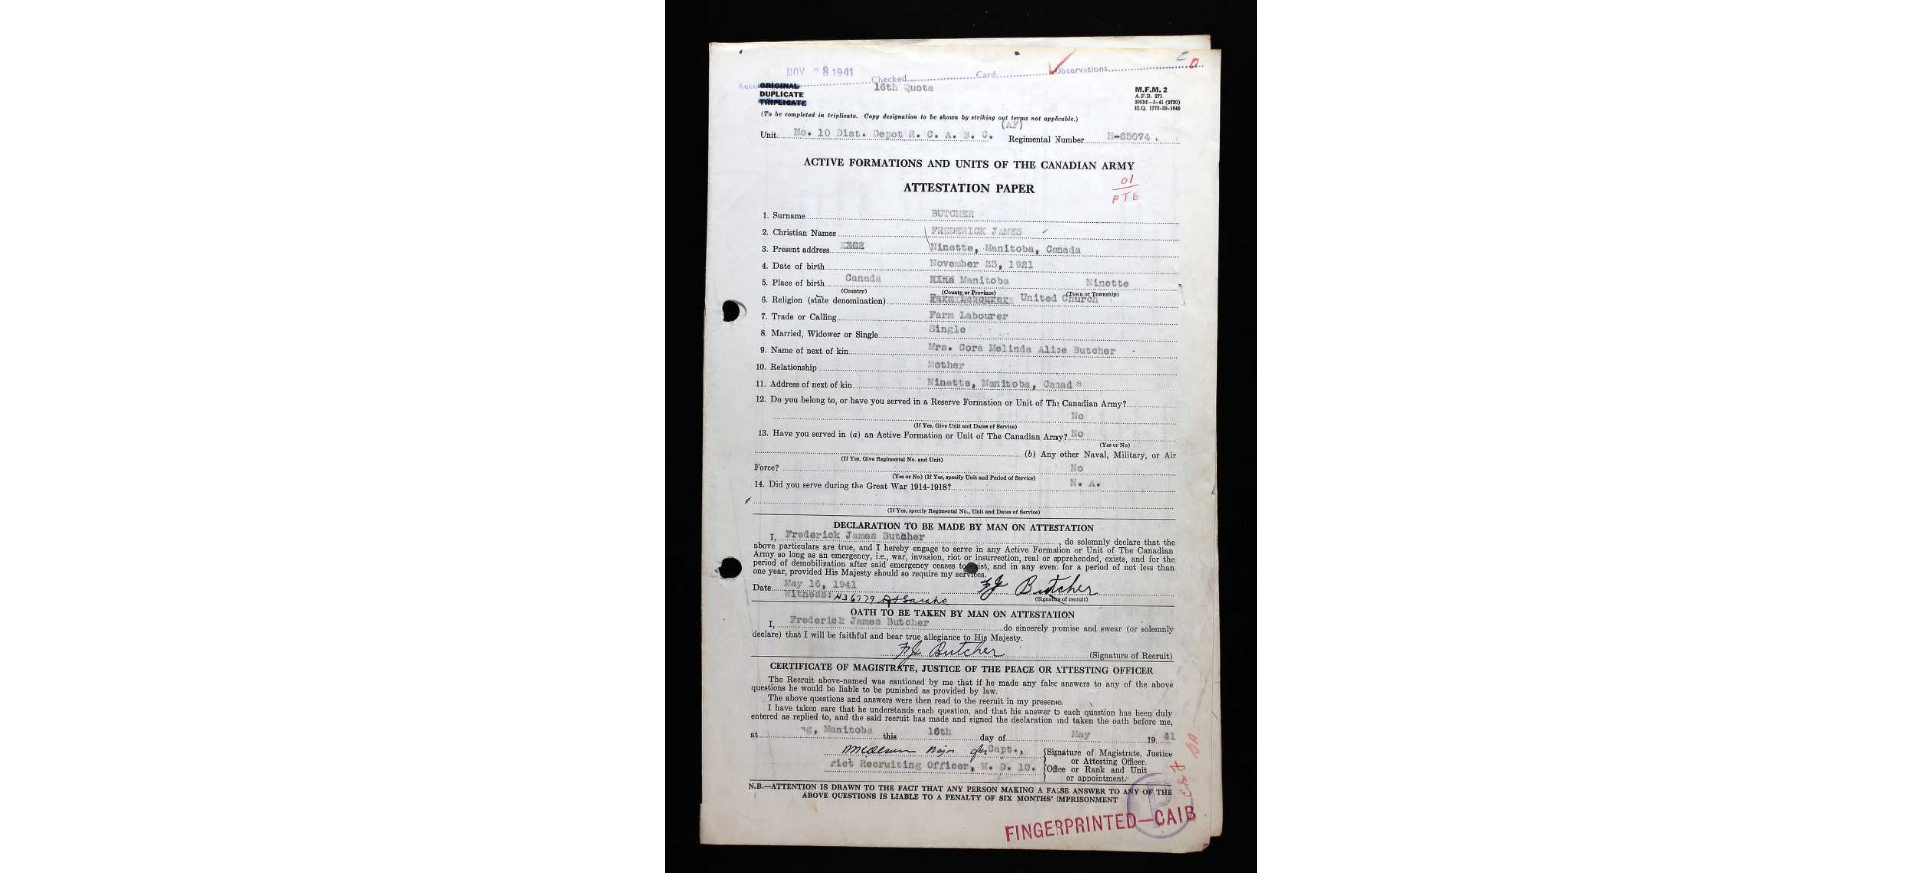 NOV 28 1941
Checked Card Observations
ORIGINAL
DUPLICATE
TRIPLICATE
16th Quota
M.F.M. 2
A.F.B. 271
(To be completed in triplicate. Copy designation to be shown by striking out terms not applicable.)
(AF)
Unit No. 10 Dist. Depot R. C. A. S. C. Regimental Number H-65074
ACTIVE FORMATIONS AND UNITS OF THE CANADIAN ARMY
ATTESTATION PAPER
01
PTE
1. Surname BUTCHER
2. Christian Names FREDERICK JAMES
3. Present address Ninette, Manitoba, Canada
4. Date of birth November 23, 1921
5. Place of birth Canada Manitoba Ninette
(Country) (County or Province) (Town or Township)
6. Religion (state denomination) United Church
7. Trade or Calling Farm Labourer
8. Married, Widower or Single Single
9. Name of next of kin Mrs. Cora Melinda Alise Butcher
10. Relationship Mother
11. Address of next of kin Ninette, Manitoba, Canada
12. Do you belong to, or have you served in a Reserve Formation or Unit of The Canadian Army?
No
(If Yes, Give Unit and Dates of Service)
13. Have you served in (a) an Active Formation or Unit of The Canadian Army? No
(Yes or No)
(b) Any other Naval, Military, or Air
(If Yes, Give Regimental No. and Unit)
Force? No
(Yes or No) (If Yes, specify Unit and Period of Service)
14. Did you serve during the Great War 1914-1918? N. A.
(If Yes, specify Regimental No., Unit and Dates of Service)
DECLARATION TO BE MADE BY MAN ON ATTESTATION
I, Frederick James Butcher, do solemnly declare that the
above particulars are true, and I hereby engage to serve in any Active Formation or Unit of The Canadian
Army so long as an emergency, i.e., war, invasion, riot or insurrection, real or apprehended, exists, and for the
period of demobilization after said emergency ceases to exist, and in any event for a period of not less than
one year, provided His Majesty should so require my services.
Date May 16, 1941 FJ Butcher
Witness: (Signature of recruit)
OATH TO BE TAKEN BY MAN ON ATTESTATION
I, Frederick James Butcher do sincerely promise and swear (or solemnly
declare) that I will be faithful and bear true allegiance to His Majesty.
FJ Butcher (Signature of Recruit)
CERTIFICATE OF MAGISTRATE, JUSTICE OF THE PEACE OR ATTESTING OFFICER
The Recruit above-named was cautioned by me that if he made any false answers to any of the above
questions he would be liable to be punished as provided by law.
The above questions and answers were then read to the recruit in my presence.
I have taken care that he understands each question, and that his answer to each question has been duly
entered as replied to, and the said recruit has made and signed the declaration and taken the oath before me,
at Manitoba this 16th day of May 19 41
Capt., Signature of Magistrate, Justice
or Attesting Officer.
rict Recruiting Officer, M. D. 10. Office or Rank and Unit
or appointment.
N.B.—ATTENTION IS DRAWN TO THE FACT THAT ANY PERSON MAKING A FALSE ANSWER TO ANY OF THE
ABOVE QUESTIONS IS LIABLE TO A PENALTY OF SIX MONTHS' IMPRISONMENT
P
FINGERPRINTED—CAIB